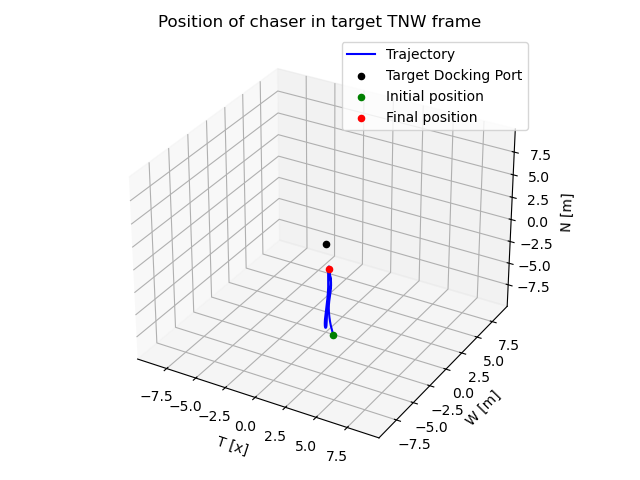 Position of chaser in target TNW frame
Trajectory
Target Docking Port
Initial position
Final position
7.5
5.0
2.5
0.0
−2.5
−5.0
−7.5
N [m]
7.5
5.0
2.5
0.0
−2.5
−5.0
−7.5
W [m]
−7.5
−5.0
−2.5
0.0
2.5
5.0
7.5
T [x]